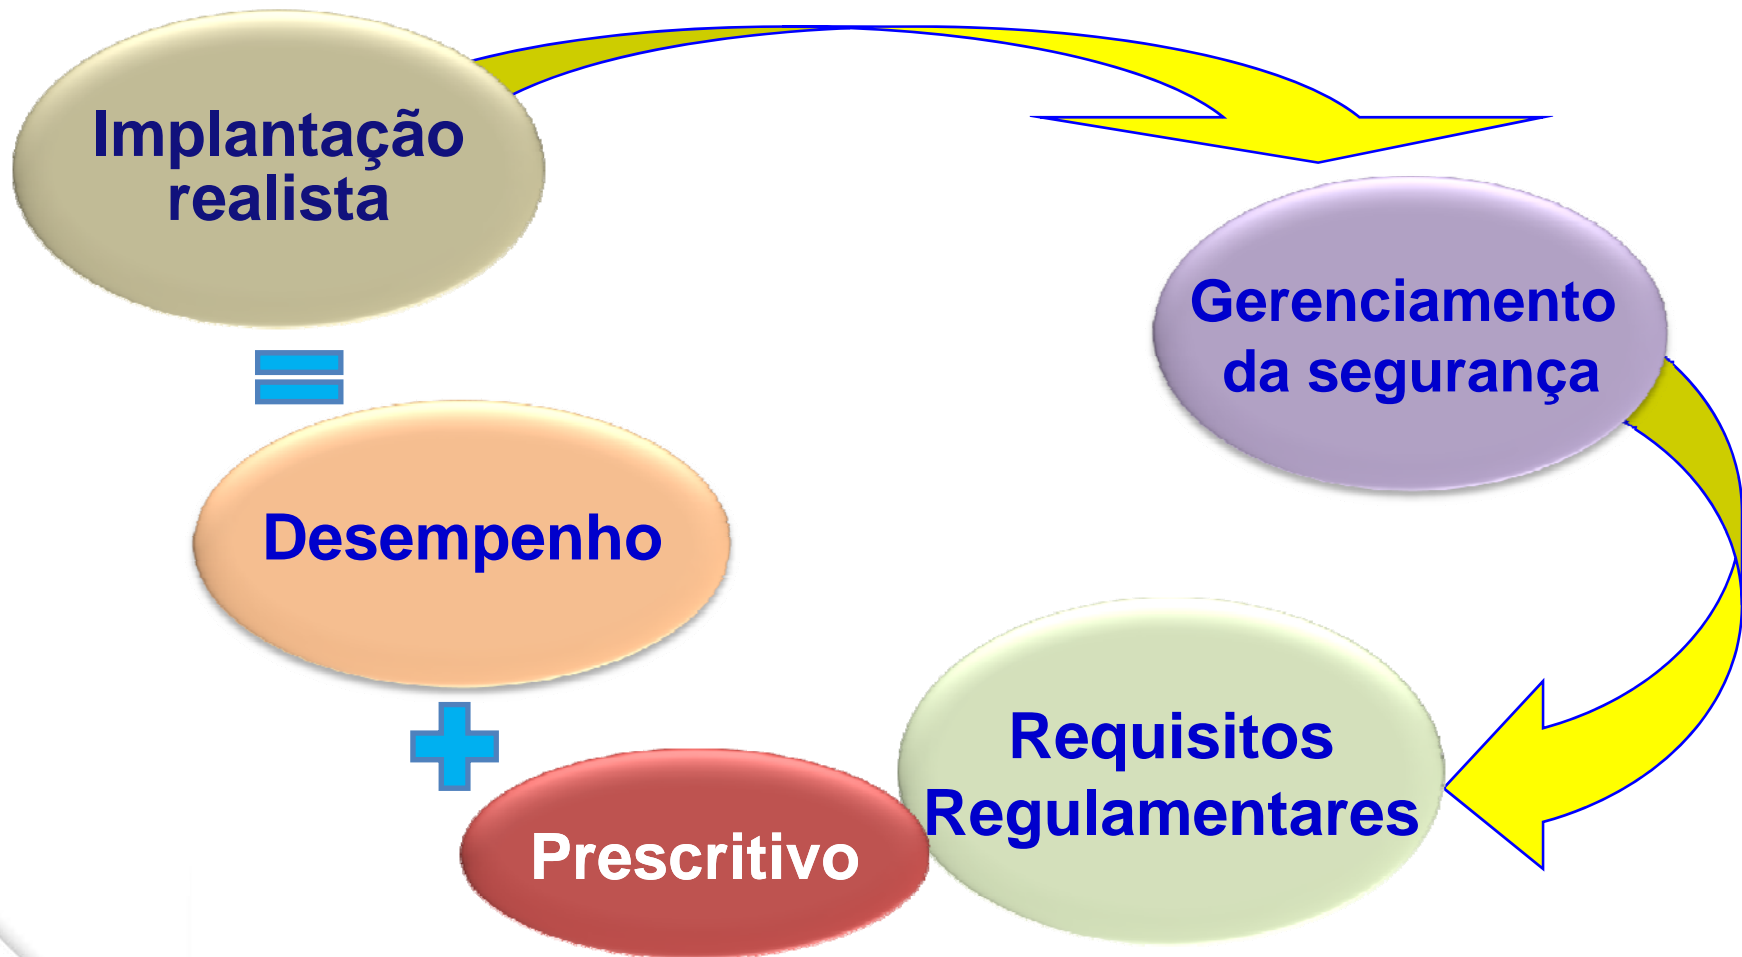 Implantação
realista
Gerenciamento
da segurança
Desempenho
Requisitos
Regulamentares
Prescritivo